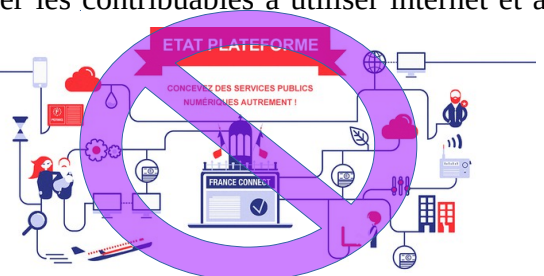 er les contribuables à utiliser internet et a
ETAT PLATEFORME
CONCEVEZ DES SERVICES PUBLICS
NUMÉRIQUES AUTREMENT !
FRANCE CONNECT